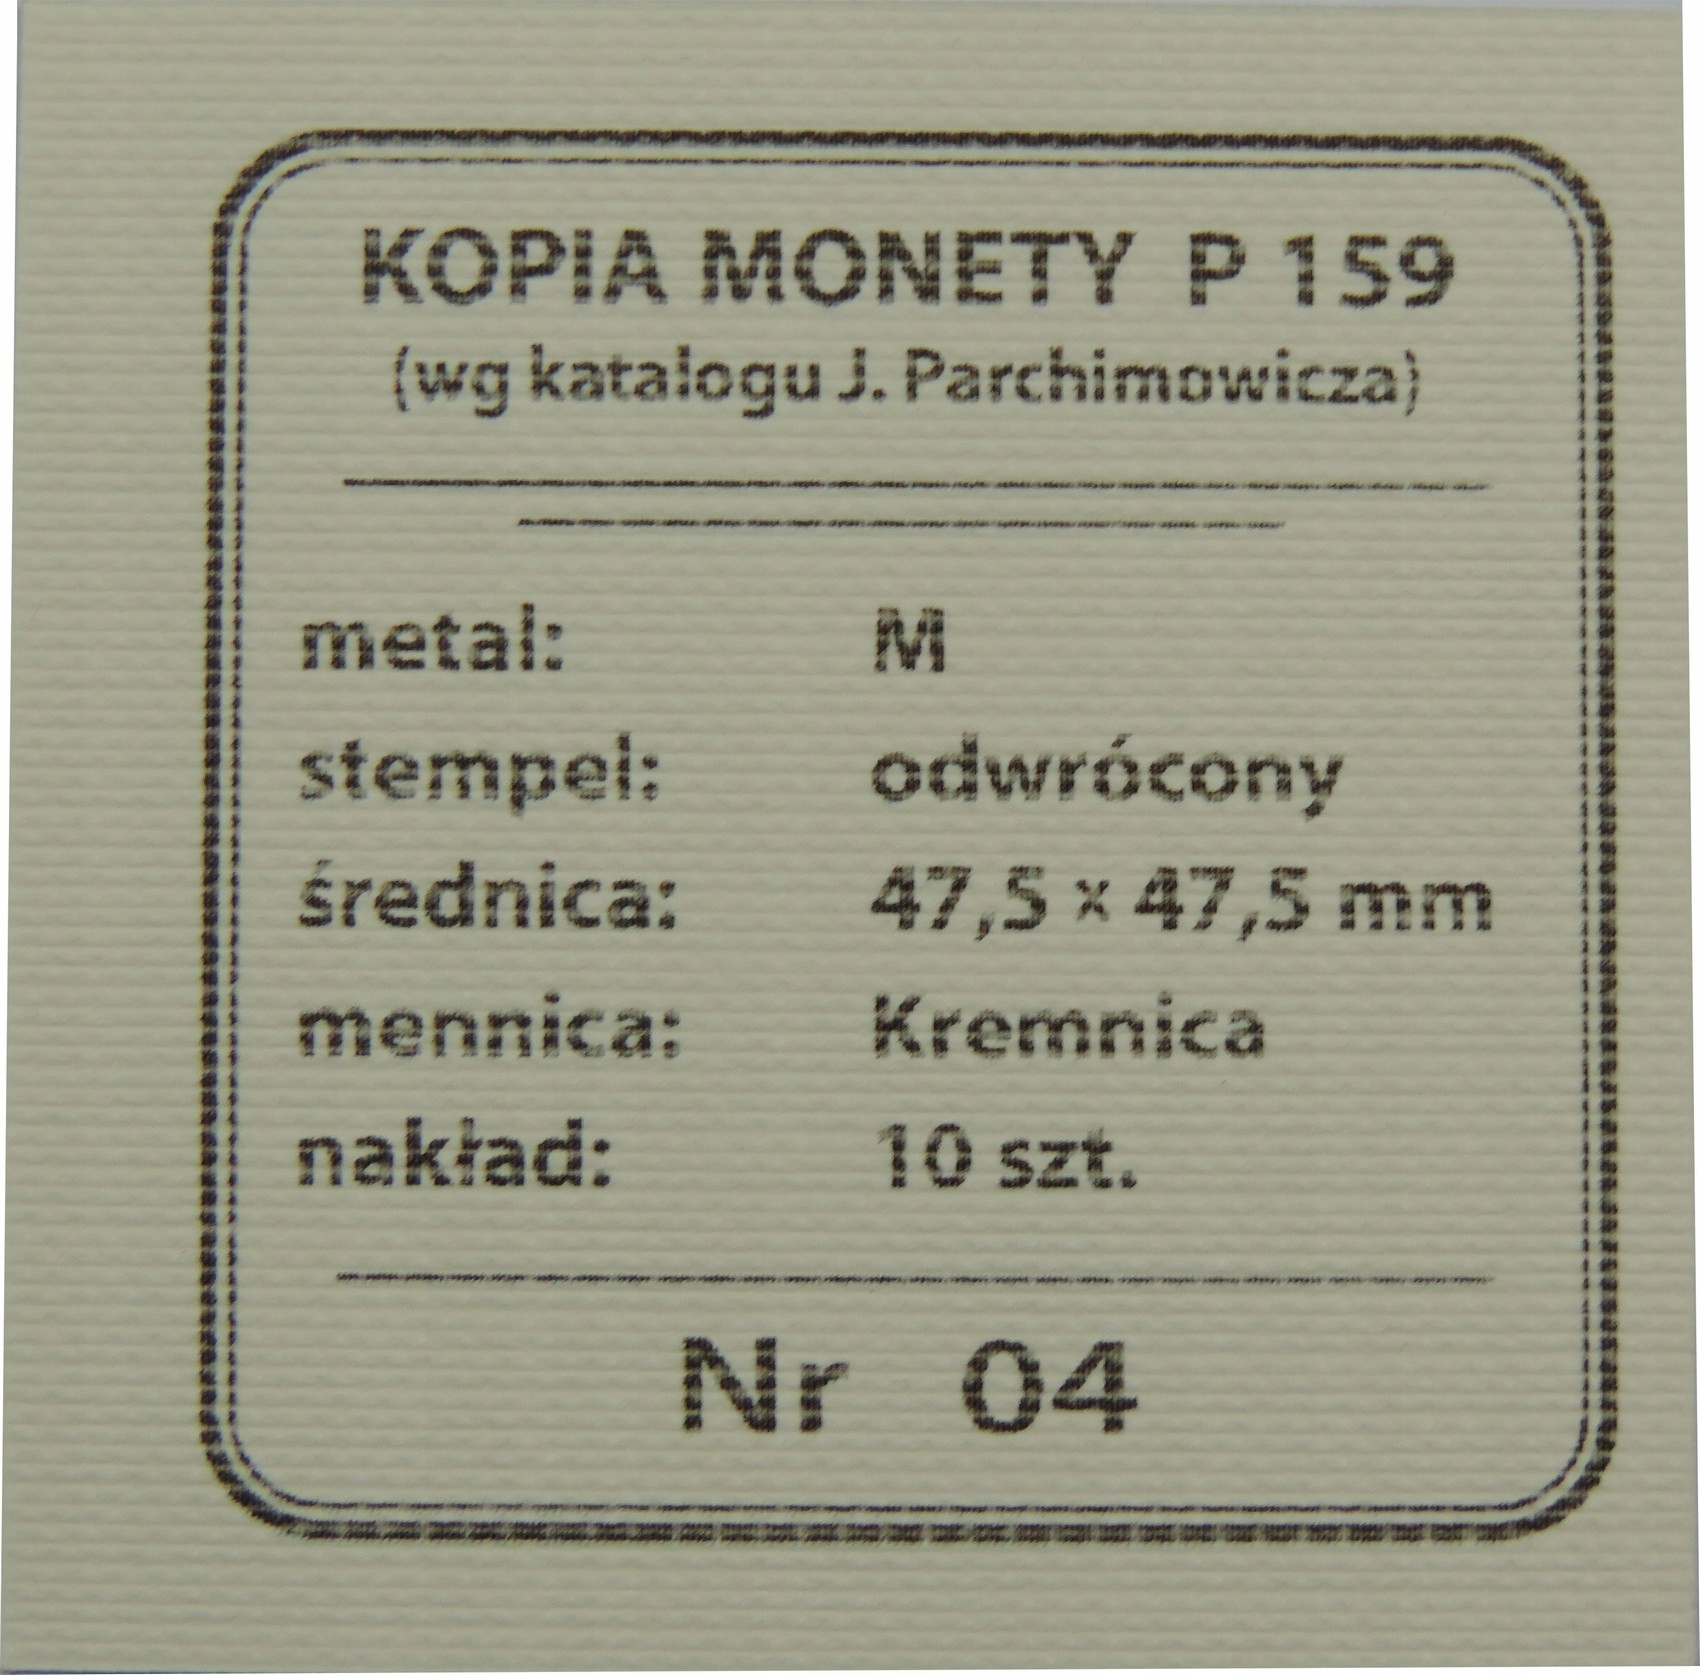 KOPIA MONETY P 159
(wg katalogu J. Parchimowicza)
metal: M
stempel: odwrócony
średnica: 47,5 x 47,5 mm
mennica: Kremnica
nakład: 10 szt.
Nr 04